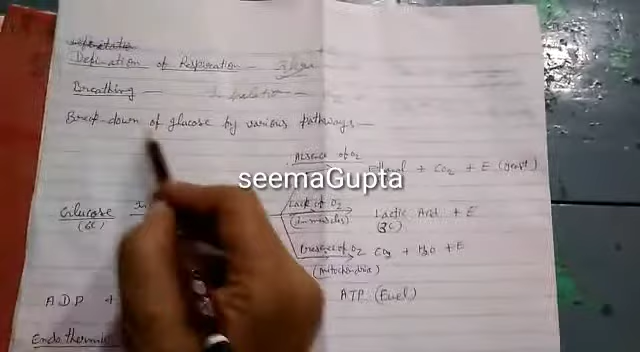 Defination of Respiration -
Breathing -
Break-down of glucose by various pathways -
Absence of O2
Ethanol + CO2 + E (yeast)
seemaGupta
Lack of O2
Glucose
(6C)
(In muscles)
Lactic Acid + E
(3C)
Presence of O2
CO2 + H2O + E
(Mitochondria)
ADP +
ATP (Fuel)
Endothermic